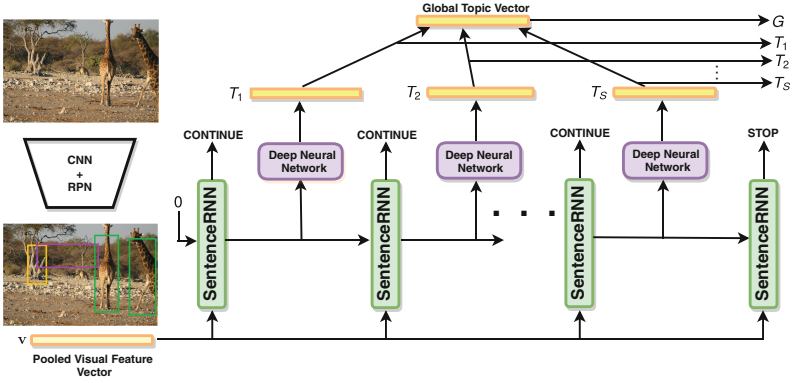 Global Topic Vector
G
T1
T2
TS
T1
T2
TS
CONTINUE
CONTINUE
CONTINUE
STOP
CNN
+
RPN
Deep Neural
Network
Deep Neural
Network
Deep Neural
Network
0
SentenceRNN
SentenceRNN
SentenceRNN
SentenceRNN
v
Pooled Visual Feature
Vector